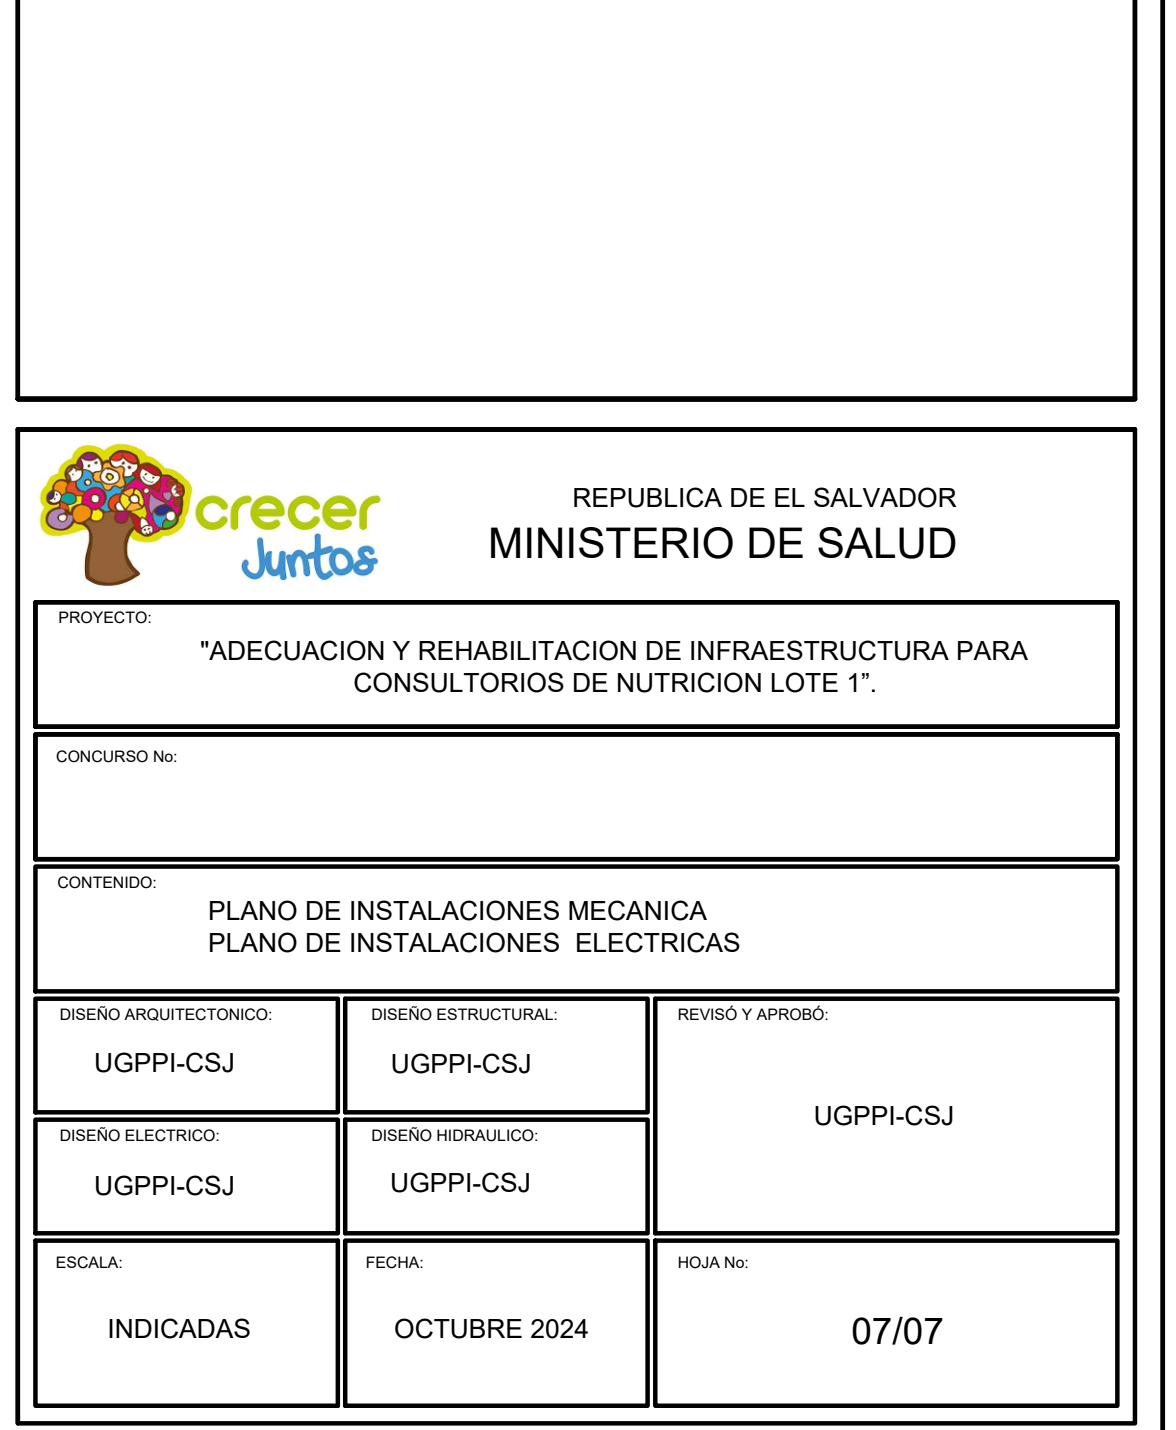 crecer
Juntos
REPUBLICA DE EL SALVADOR
MINISTERIO DE SALUD
PROYECTO:
"ADECUACION Y REHABILITACION DE INFRAESTRUCTURA PARA
CONSULTORIOS DE NUTRICION LOTE 1”.
CONCURSO No:
CONTENIDO:
PLANO DE INSTALACIONES MECANICA
PLANO DE INSTALACIONES  ELECTRICAS
DISEÑO ARQUITECTONICO:
UGPPI-CSJ
DISEÑO ESTRUCTURAL:
UGPPI-CSJ
REVISÓ Y APROBÓ:
UGPPI-CSJ
DISEÑO ELECTRICO:
UGPPI-CSJ
DISEÑO HIDRAULICO:
UGPPI-CSJ
ESCALA:
INDICADAS
FECHA:
OCTUBRE 2024
HOJA No:
07/07